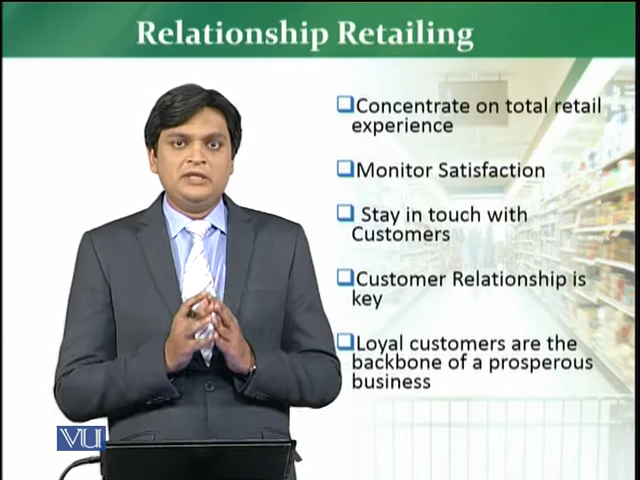 Relationship Retailing
Concentrate on total retail
experience
Monitor Satisfaction
Stay in touch with
Customers
Customer Relationship is
key
Loyal customers are the
backbone of a prosperous
business
VU